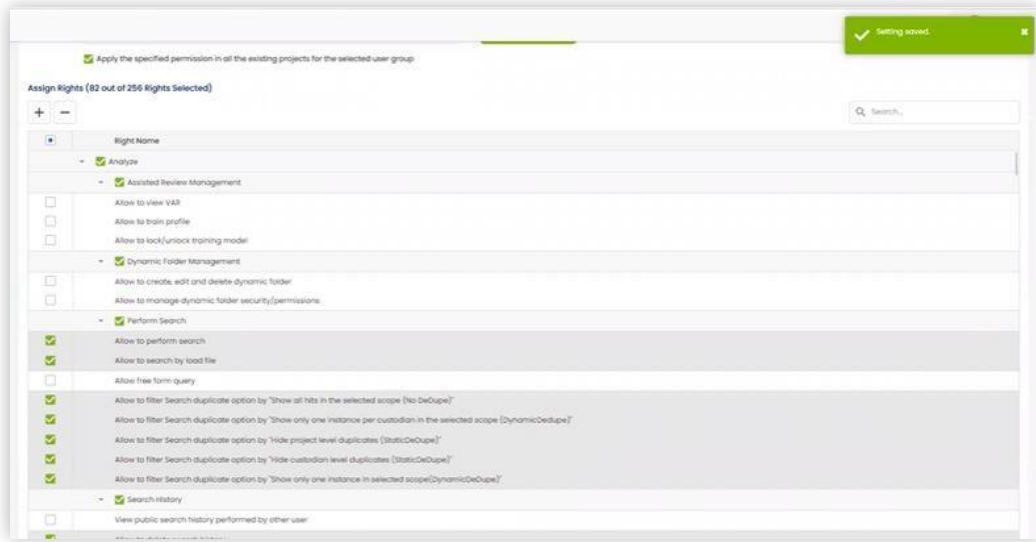 Setting saved.
Apply the specified permission in all the existing projects for the selected user group
Assign Rights (82 out of 256 Rights Selected)
Search...
Right Name
Analyze
Assisted Review Management
Allow to view VAR
Allow to train profile
Allow to lock/unlock training model
Dynamic Folder Management
Allow to create, edit and delete dynamic folder
Allow to manage dynamic folder security/permissions
Perform Search
Allow to perform search
Allow to search by load file
Allow free form query
Allow to filter Search duplicate option by "Show all hits in the selected scope (No DeDupe)"
Allow to filter Search duplicate option by "Show only one instance per custodian in the selected scope (DynamicDedupe)"
Allow to filter Search duplicate option by "Hide project level duplicates (StaticDeDupe)"
Allow to filter Search duplicate option by "Hide custodian level duplicates (StaticDeDupe)"
Allow to filter Search duplicate option by "Show only one instance in selected scope(DynamicDeDupe)"
Search History
View public search history performed by other user
Allow to delete search history